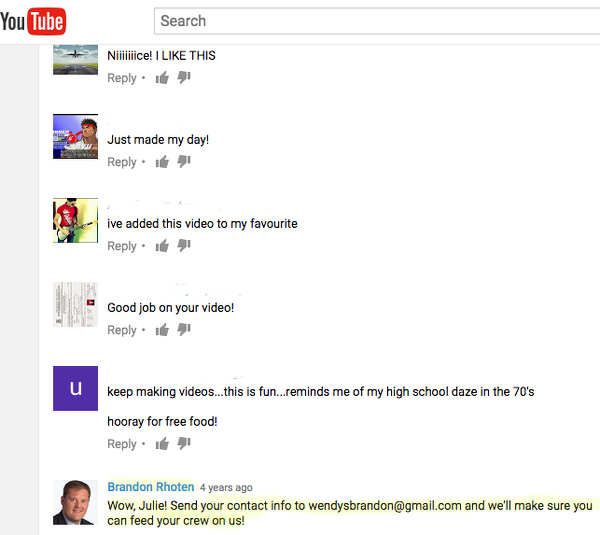 YouTube
Search
Niiiiiiice! I LIKE THIS
Reply •
Just made my day!
Reply •
ive added this video to my favourite
Reply •
Good job on your video!
Reply •
u
keep making videos...this is fun...reminds me of my high school daze in the 70's
hooray for free food!
Reply •
Brandon Rhoten 4 years ago
Wow, Julie! Send your contact info to wendysbrandon@gmail.com and we'll make sure you
can feed your crew on us!